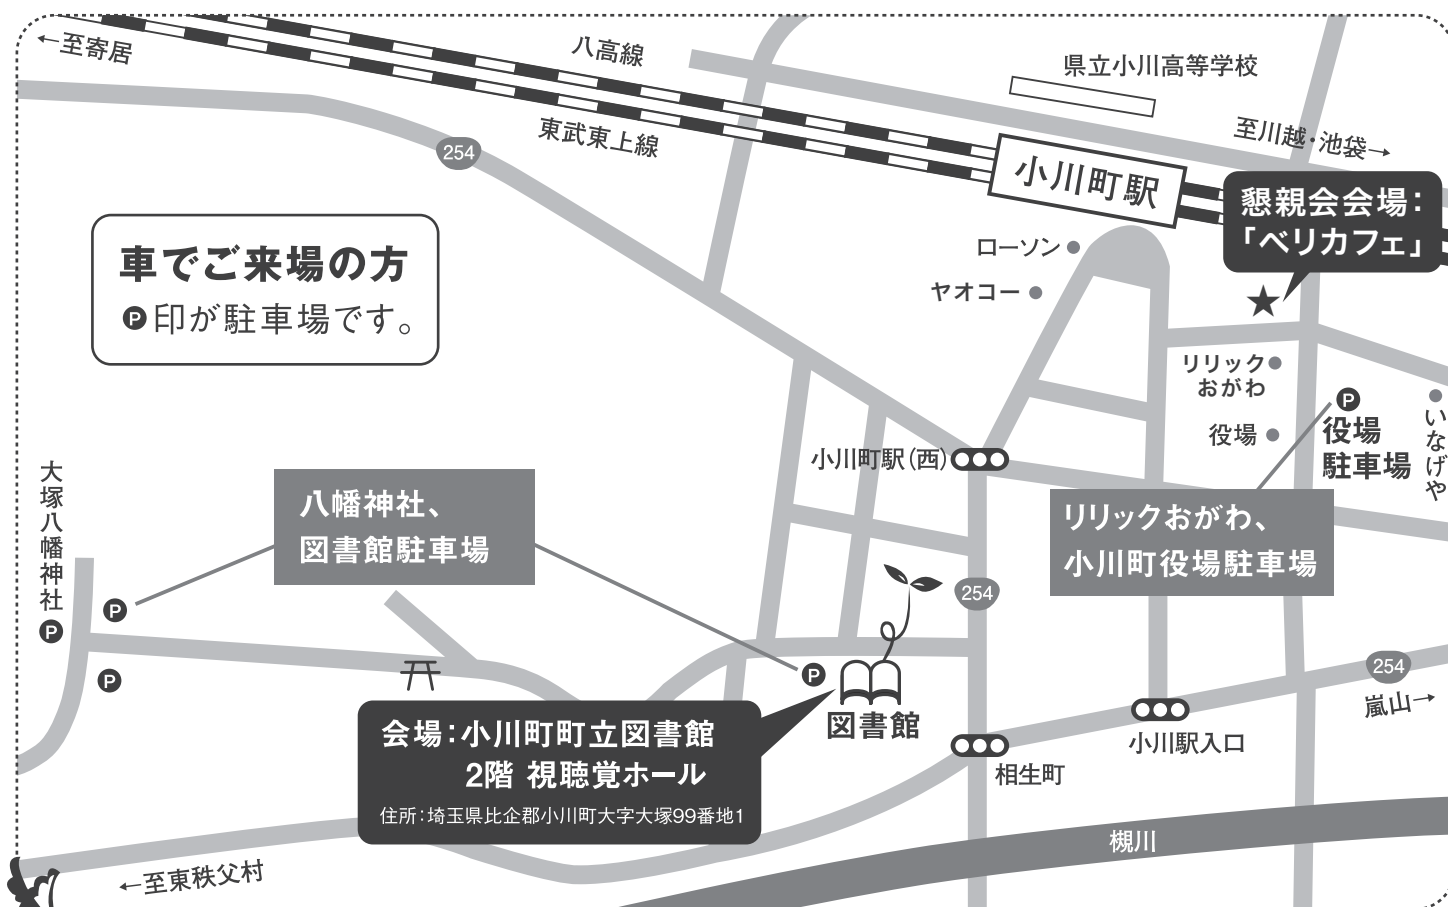 ←至寄居
八高線
東武東上線
県立小川高等学校
至川越・池袋→
小川町駅
254
懇親会会場：
「ベリカフェ」
ローソン
ヤオコー
車でご来場の方
P印が駐車場です。
リリック
おがわ
役場
P
役場
駐車場
いなげや
小川町駅（西）
大塚八幡神社
P
P
P
八幡神社、
図書館駐車場
リリックおがわ、
小川町役場駐車場
254
P
図書館
254
嵐山→
会場：小川町町立図書館
2階 視聴覚ホール
住所：埼玉県比企郡小川町大字大塚99番地1
小川駅入口
相生町
槻川
←至東秩父村